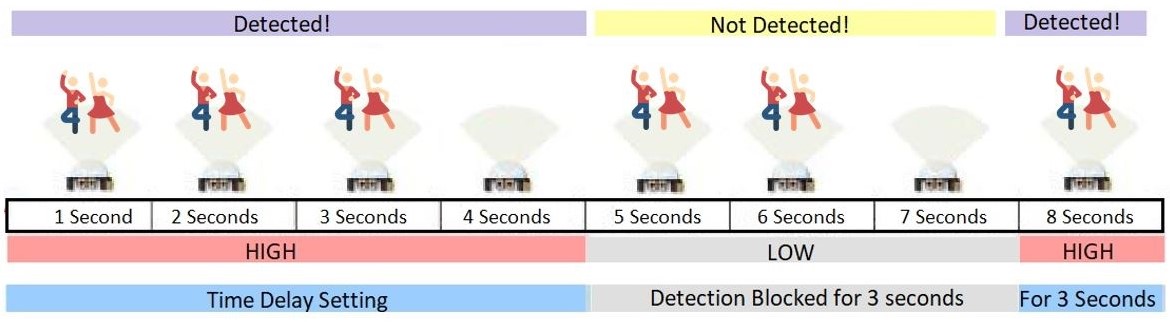 Detected!
Not Detected!
Detected!
1 Second
2 Seconds
3 Seconds
4 Seconds
5 Seconds
6 Seconds
7 Seconds
8 Seconds
HIGH
LOW
HIGH
Time Delay Setting
Detection Blocked for 3 seconds
For 3 Seconds